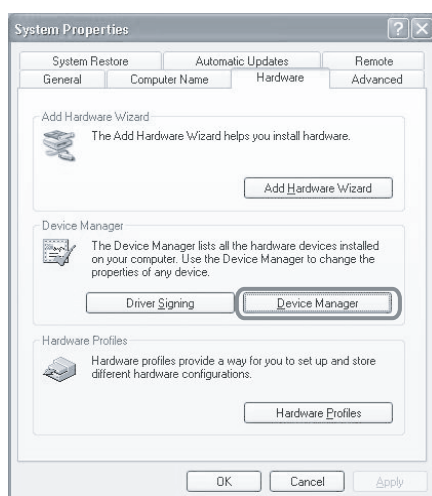 System Properties
System Restore Automatic Updates Remote
General Computer Name Hardware Advanced
Add Hardware Wizard
The Add Hardware Wizard helps you install hardware.
Add Hardware Wizard
Device Manager
The Device Manager lists all the hardware devices installed
on your computer. Use the Device Manager to change the
properties of any device.
Driver Signing Device Manager
Hardware Profiles
Hardware profiles provide a way for you to set up and store
different hardware configurations.
Hardware Profiles
OK Cancel Apply